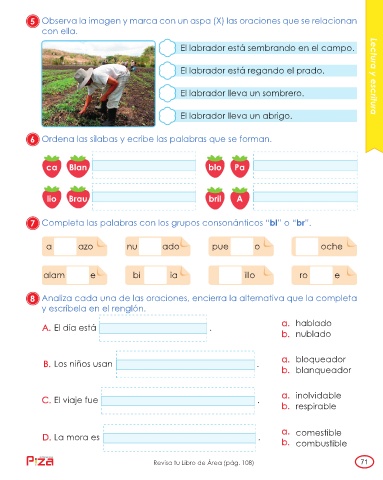 5 Observa la imagen y marca con un aspa (X) las oraciones que se relacionan
con ella.
El labrador está sembrando en el campo.
El labrador está regando el prado.
El labrador lleva un sombrero.
El labrador lleva un abrigo.
Lectura y escritura
6 Ordena las sílabas y ecribe las palabras que se forman.
ca Blan blo Pa
lio Brau bril A
7 Completa las palabras con los grupos consonánticos "bl" o "br".
a azo nu ado pue o oche
alam e bi ia illo ro e
8 Analiza cada una de las oraciones, encierra la alternativa que la completa
y escríbela en el renglón.
A. El día está .
a. hablado
b. nublado
B. Los niños usan .
a. bloqueador
b. blanqueador
C. El viaje fue .
a. inolvidable
b. respirable
D. La mora es .
a. comestible
b. combustible
Piza
Revisa tu Libro de Área (pág. 108)
71